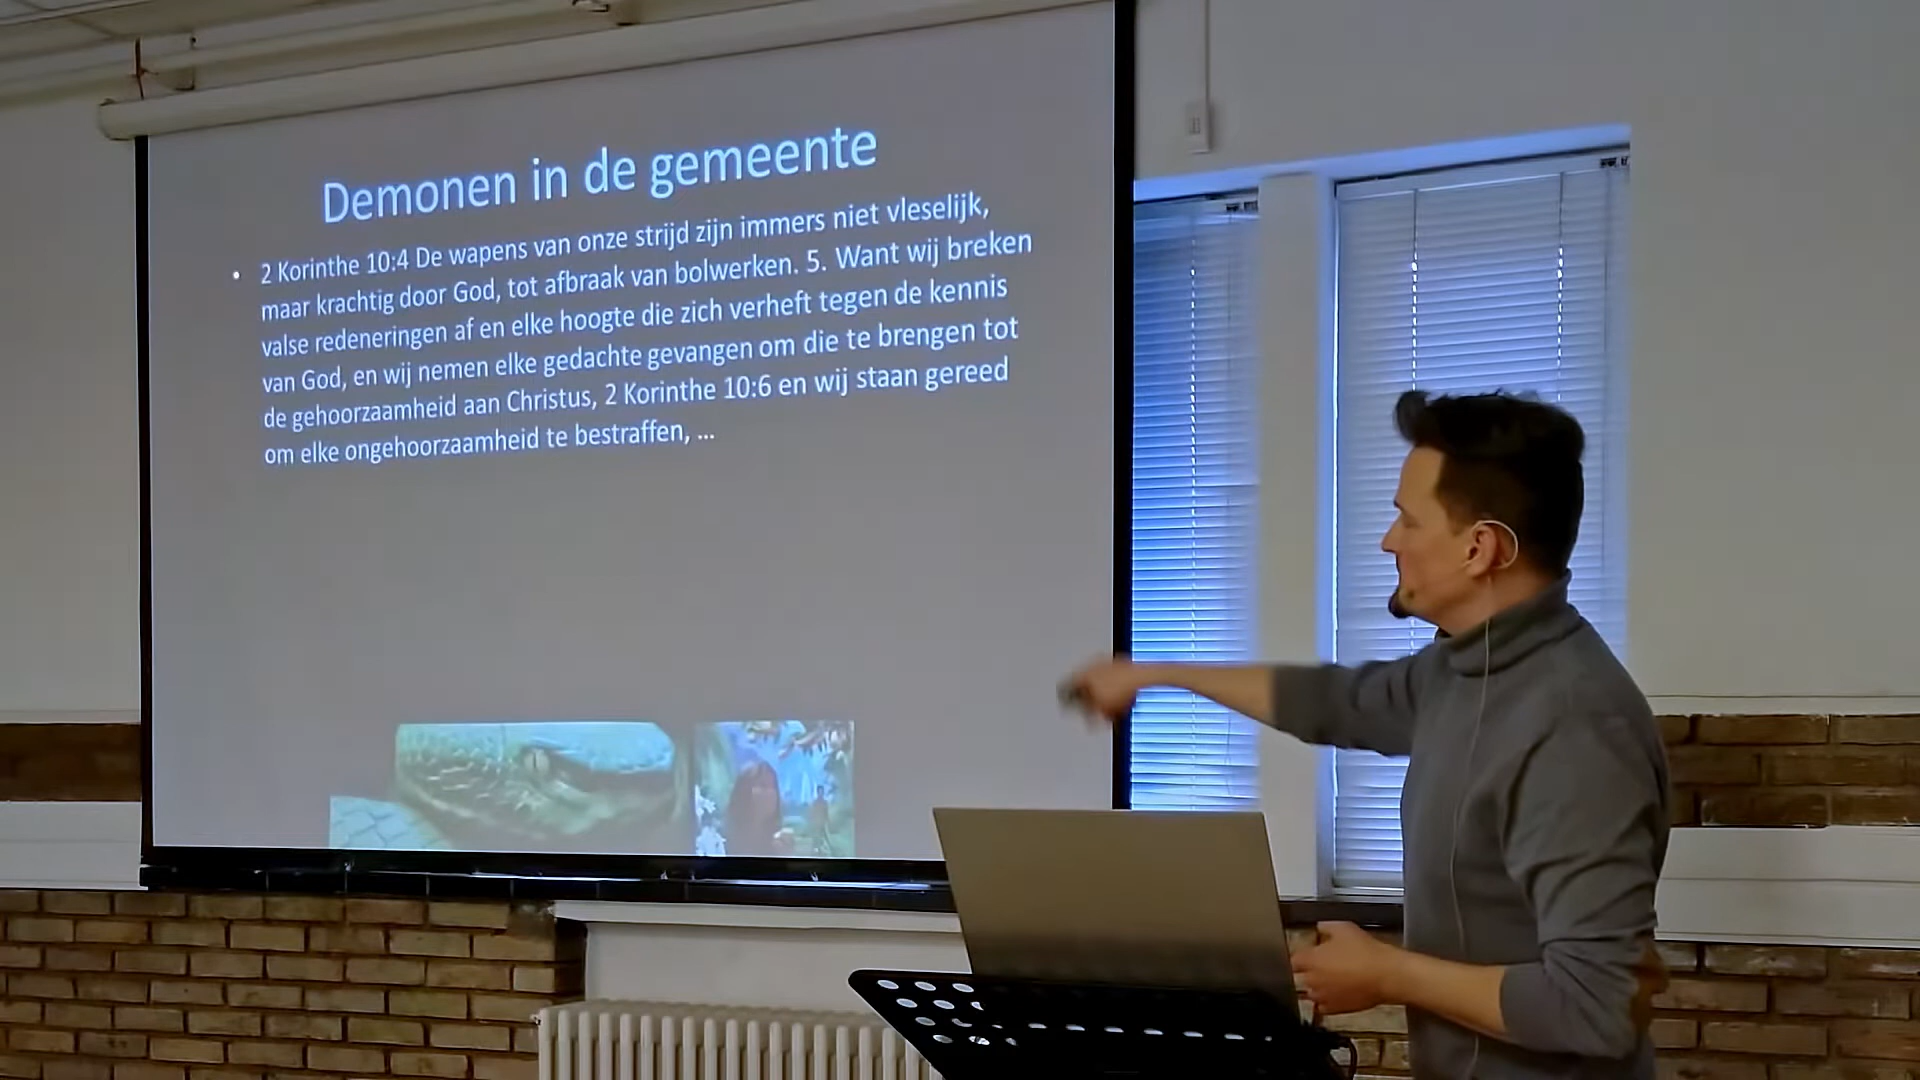 Demonen in de gemeente
• 2 Korinthe 10:4 De wapens van onze strijd zijn immers niet vleselijk,
maar krachtig door God, tot afbraak van bolwerken. 5. Want wij breken
valse redeneringen af en elke hoogte die zich verheft tegen de kennis
van God, en wij nemen elke gedachte gevangen om die te brengen tot
de gehoorzaamheid aan Christus, 2 Korinthe 10:6 en wij staan gereed
om elke ongehoorzaamheid te bestraffen, ...